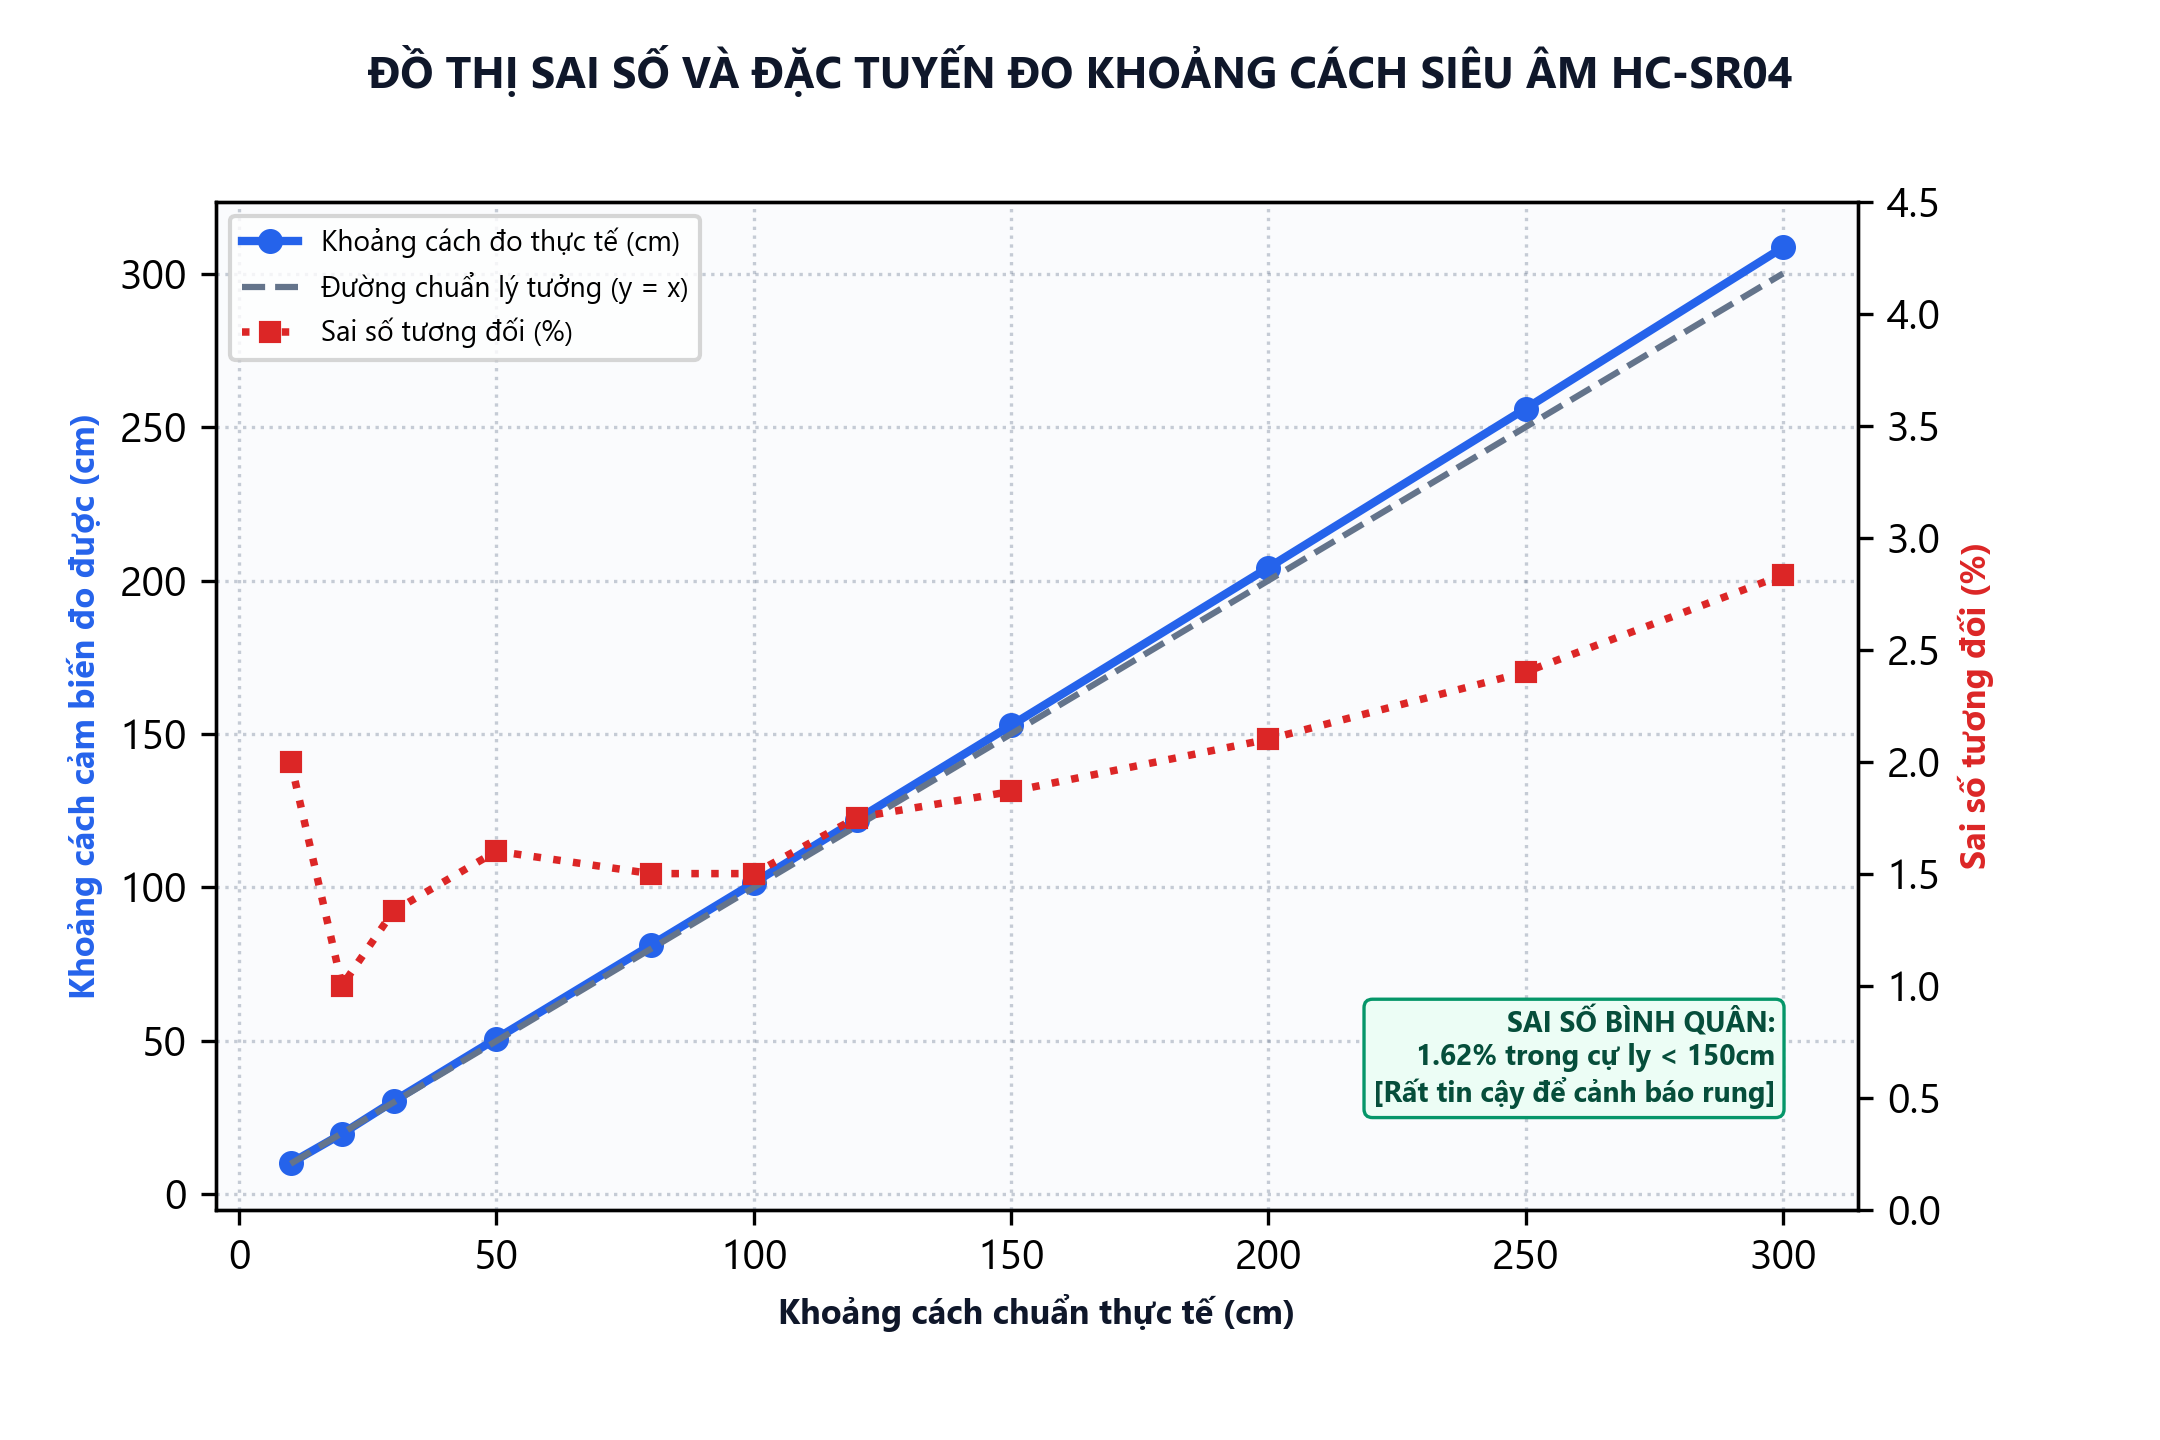 ĐỒ THỊ SAI SỐ VÀ ĐẶC TUYẾN ĐO KHOẢNG CÁCH SIÊU ÂM HC-SR04
Khoảng cách đo thực tế (cm)
Đường chuẩn lý tưởng (y = x)
Sai số tương đối (%)
Khoảng cách cảm biến đo được (cm)
300
250
200
150
100
50
0
4.5
4.0
3.5
3.0
2.5
2.0
1.5
1.0
0.5
0.0
Sai số tương đối (%)
SAI SỐ BÌNH QUÂN:
1.62% trong cự ly < 150cm
[Rất tin cậy để cảnh báo rung]
0 50 100 150 200 250 300
Khoảng cách chuẩn thực tế (cm)